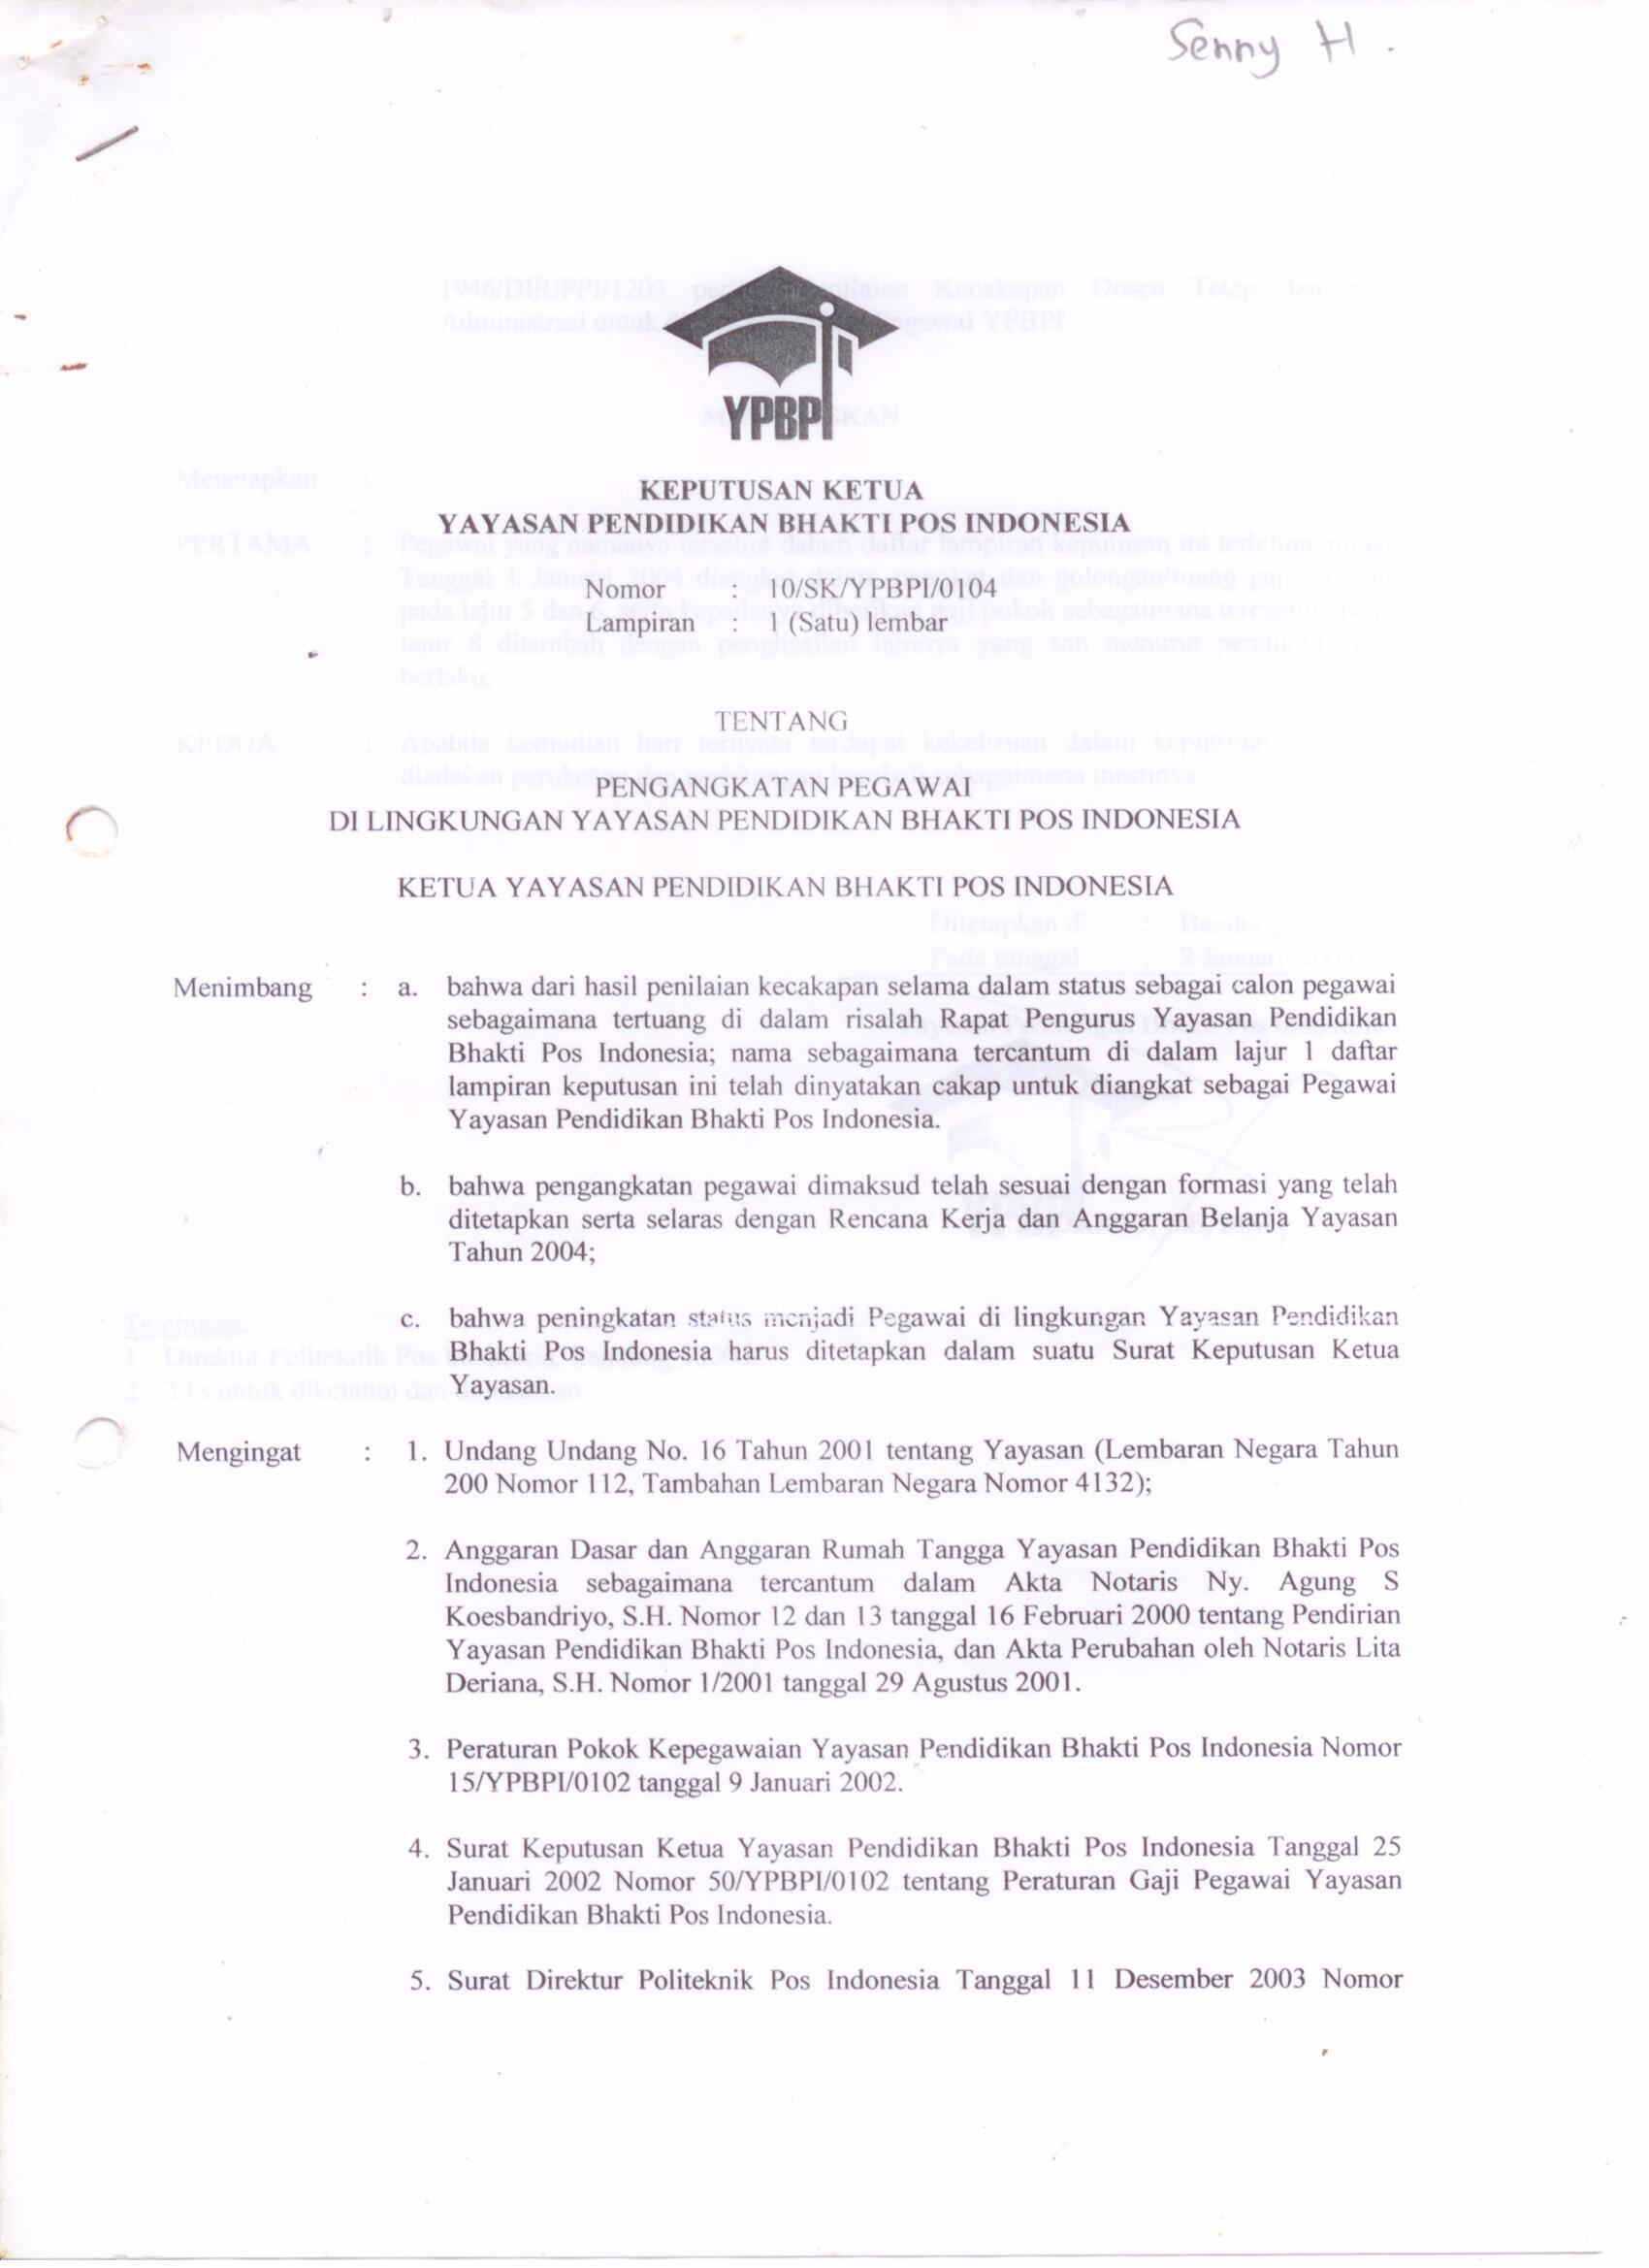 Senny H.
YPBPI
KEPUTUSAN KETUA
YAYASAN PENDIDIKAN BHAKTI POS INDONESIA
Nomor : 10/SK/YPBPI/0104
Lampiran : 1 (Satu) lembar
TENTANG
PENGANGKATAN PEGAWAI
DI LINGKUNGAN YAYASAN PENDIDIKAN BHAKTI POS INDONESIA
KETUA YAYASAN PENDIDIKAN BHAKTI POS INDONESIA
Menimbang : a. bahwa dari hasil penilaian kecakapan selama dalam status sebagai calon pegawai
sebagaimana tertuang di dalam risalah Rapat Pengurus Yayasan Pendidikan
Bhakti Pos Indonesia; nama sebagaimana tercantum di dalam lajur 1 daftar
lampiran keputusan ini telah dinyatakan cakap untuk diangkat sebagai Pegawai
Yayasan Pendidikan Bhakti Pos Indonesia.
b. bahwa pengangkatan pegawai dimaksud telah sesuai dengan formasi yang telah
ditetapkan serta selaras dengan Rencana Kerja dan Anggaran Belanja Yayasan
Tahun 2004;
c. bahwa peningkatan status menjadi Pegawai di lingkungan Yayasan Pendidikan
Bhakti Pos Indonesia harus ditetapkan dalam suatu Surat Keputusan Ketua
Yayasan.
Mengingat : 1. Undang Undang No. 16 Tahun 2001 tentang Yayasan (Lembaran Negara Tahun
200 Nomor 112, Tambahan Lembaran Negara Nomor 4132);
2. Anggaran Dasar dan Anggaran Rumah Tangga Yayasan Pendidikan Bhakti Pos
Indonesia sebagaimana tercantum dalam Akta Notaris Ny. Agung S
Koesbandriyo, S.H. Nomor 12 dan 13 tanggal 16 Februari 2000 tentang Pendirian
Yayasan Pendidikan Bhakti Pos Indonesia, dan Akta Perubahan oleh Notaris Lita
Deriana, S.H. Nomor 1/2001 tanggal 29 Agustus 2001.
3. Peraturan Pokok Kepegawaian Yayasan Pendidikan Bhakti Pos Indonesia Nomor
15/YPBPI/0102 tanggal 9 Januari 2002.
4. Surat Keputusan Ketua Yayasan Pendidikan Bhakti Pos Indonesia Tanggal 25
Januari 2002 Nomor 50/YPBPI/0102 tentang Peraturan Gaji Pegawai Yayasan
Pendidikan Bhakti Pos Indonesia.
5. Surat Direktur Politeknik Pos Indonesia Tanggal 11 Desember 2003 Nomor